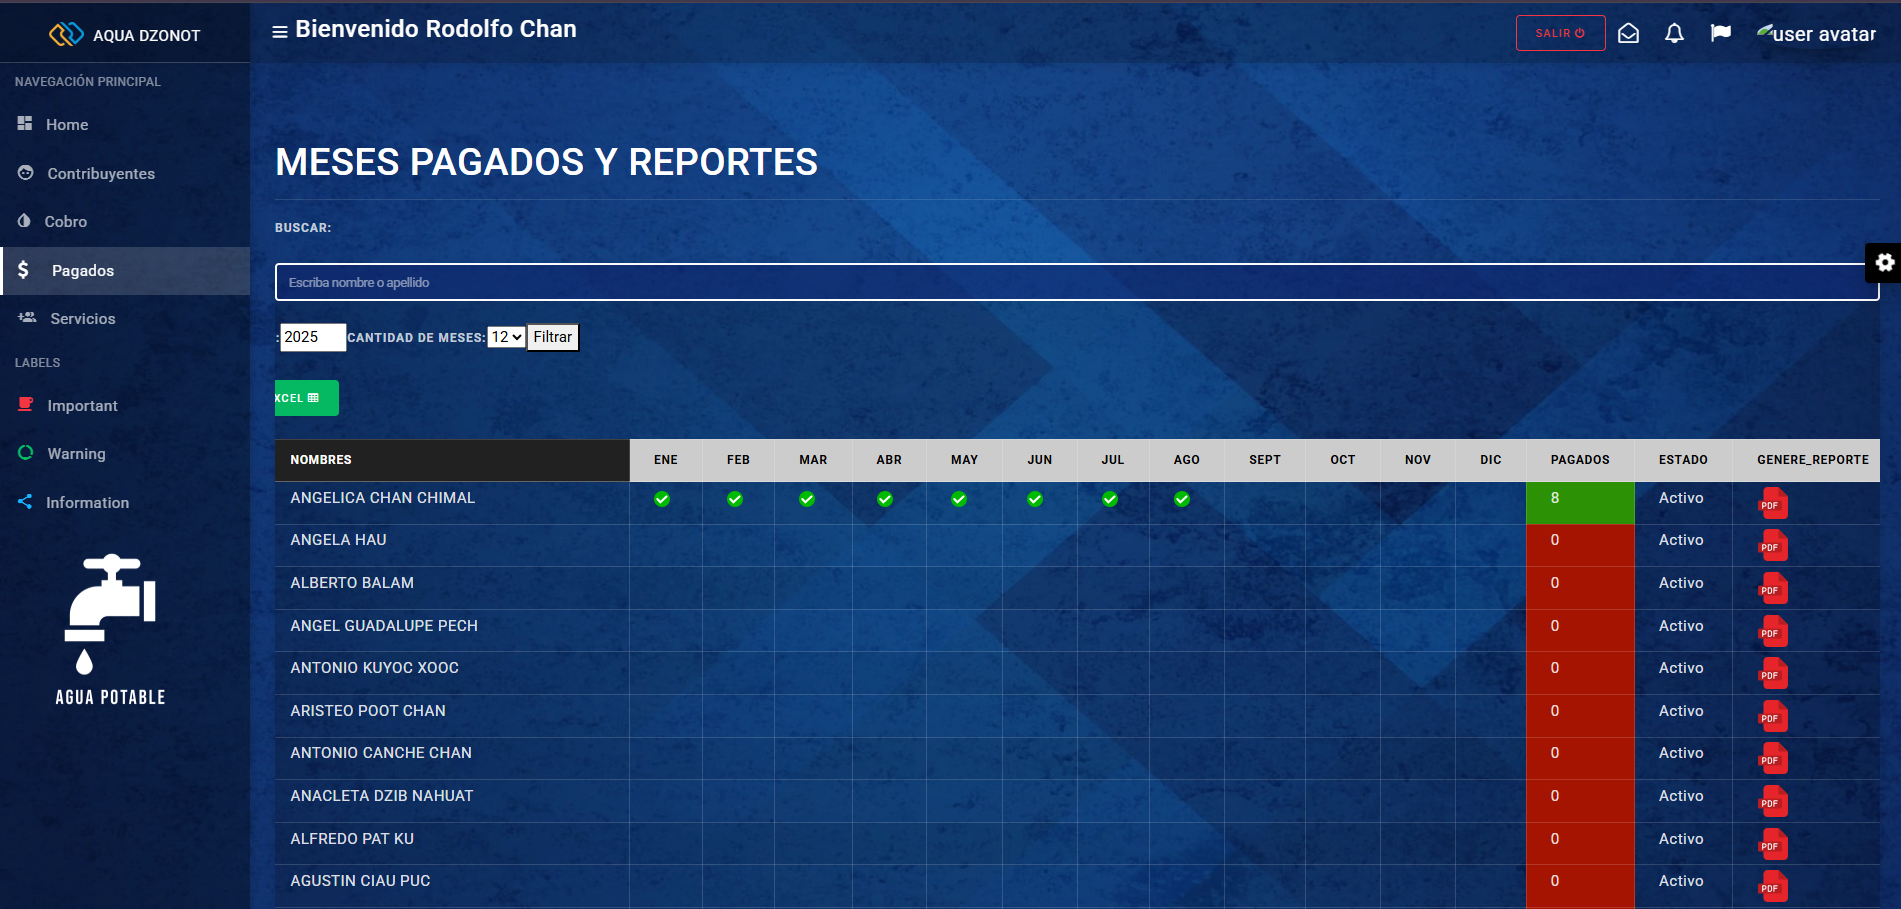 AQUA DZONOT
Bienvenido Rodolfo Chan
SALIR
user avatar
NAVEGACIÓN PRINCIPAL
Home
Contribuyentes
Cobro
Pagados
Servicios
LABELS
Important
Warning
Information
AGUA POTABLE
MESES PAGADOS Y REPORTES
BUSCAR:
Escriba nombre o apellido
: 2025 CANTIDAD DE MESES: 12 Filtrar
XCEL
NOMBRES ENE FEB MAR ABR MAY JUN JUL AGO SEPT OCT NOV DIC PAGADOS ESTADO GENERE_REPORTE
ANGELICA CHAN CHIMAL 8 Activo PDF
ANGELA HAU 0 Activo PDF
ALBERTO BALAM 0 Activo PDF
ANGEL GUADALUPE PECH 0 Activo PDF
ANTONIO KUYOC XOOC 0 Activo PDF
ARISTEO POOT CHAN 0 Activo PDF
ANTONIO CANCHE CHAN 0 Activo PDF
ANACLETA DZIB NAHUAT 0 Activo PDF
ALFREDO PAT KU 0 Activo PDF
AGUSTIN CIAU PUC 0 Activo PDF